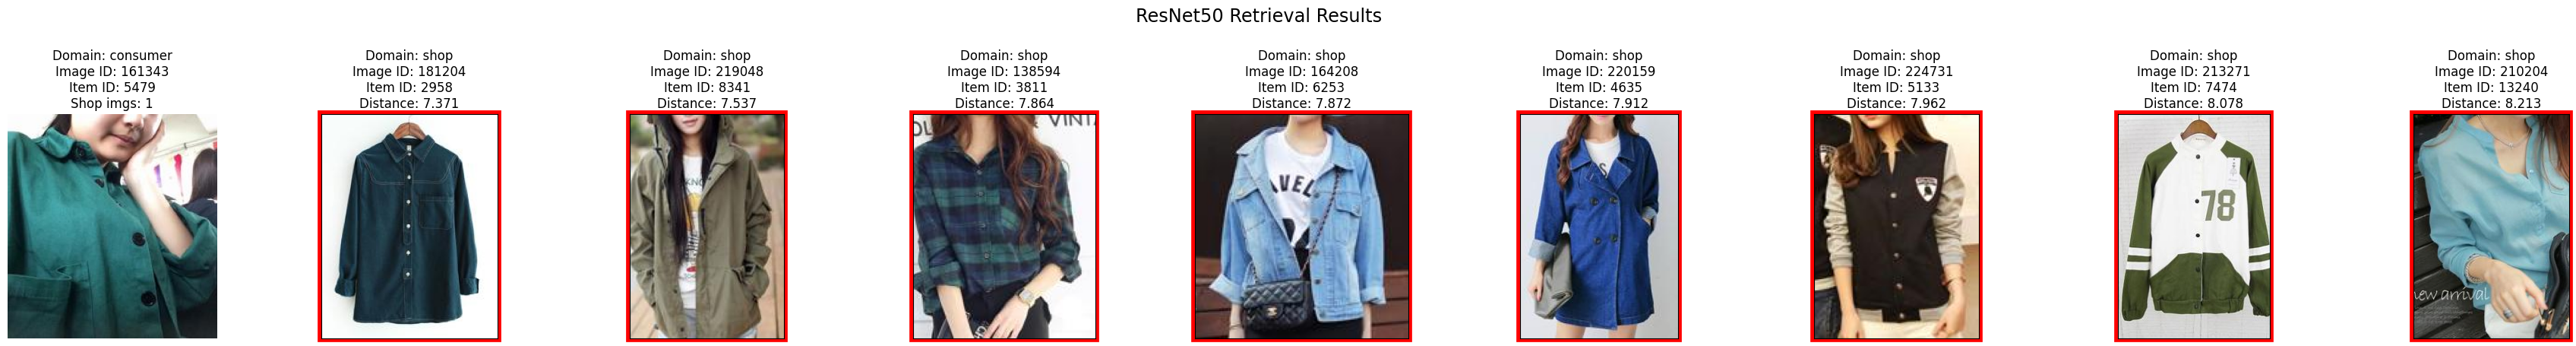 ResNet50 Retrieval Results
Domain: consumer
Image ID: 161343
Item ID: 5479
Shop imgs: 1
Domain: shop
Image ID: 181204
Item ID: 2958
Distance: 7.371
Domain: shop
Image ID: 219048
Item ID: 8341
Distance: 7.537
Domain: shop
Image ID: 138594
Item ID: 3811
Distance: 7.864
Domain: shop
Image ID: 164208
Item ID: 6253
Distance: 7.872
Domain: shop
Image ID: 220159
Item ID: 4635
Distance: 7.912
Domain: shop
Image ID: 224731
Item ID: 5133
Distance: 7.962
Domain: shop
Image ID: 213271
Item ID: 7474
Distance: 8.078
Domain: shop
Image ID: 210204
Item ID: 13240
Distance: 8.213
78
new arrival